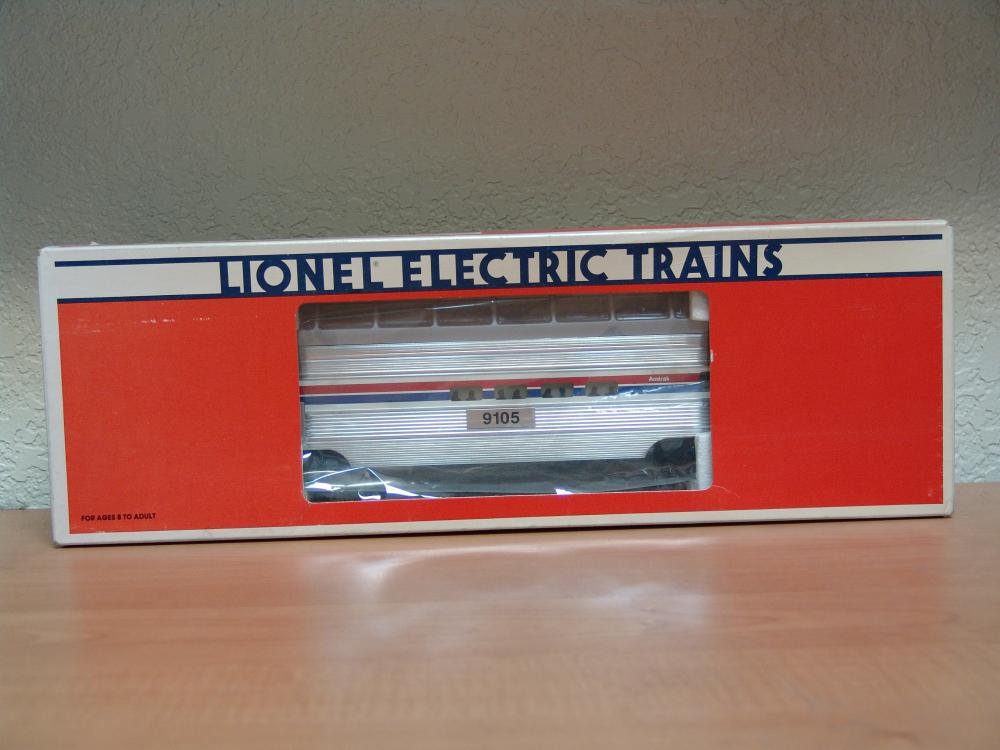 LIONEL ELECTRIC TRAINS
Amtrak
9105
FOR AGES 8 TO ADULT